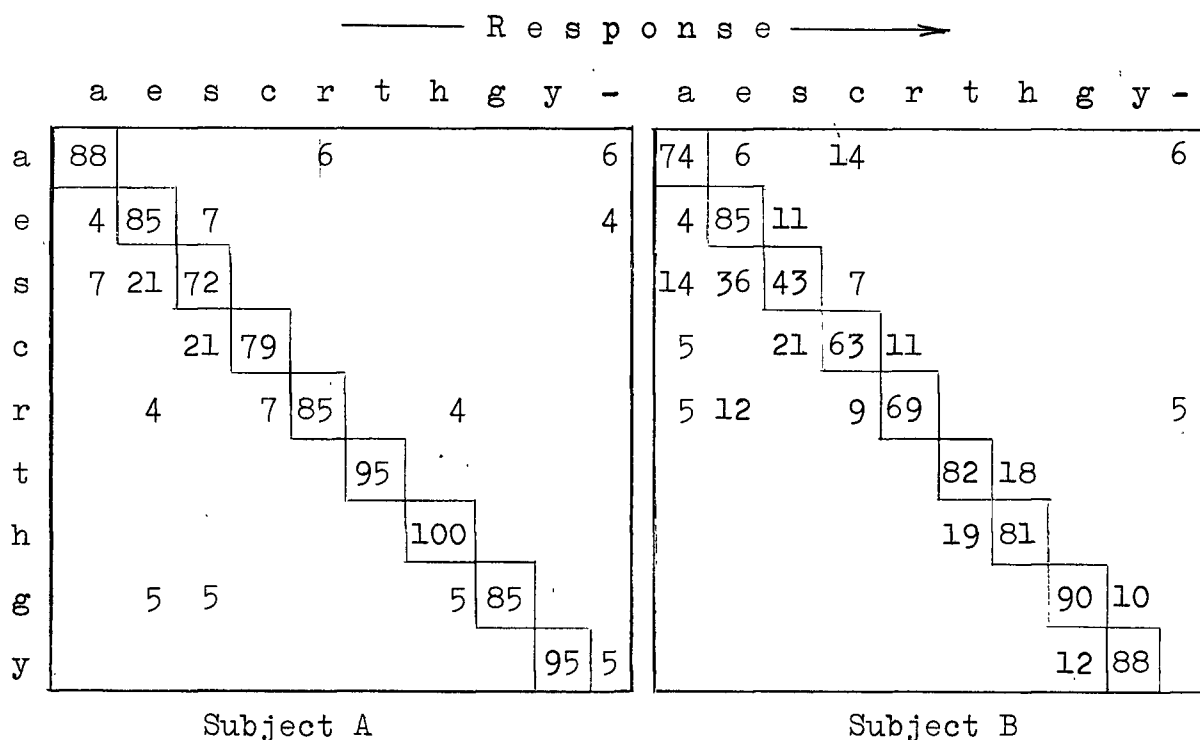 Response
a e s c r t h g y - a e s c r t h g y -
a 88 6 6 74 6 14 6
e 4 85 7 4 4 85 11
s 7 21 72 14 36 43 7
c 21 79 5 21 63 11
r 4 7 85 4 5 12 9 69 5
t 95 82 18
h 100 19 81
g 5 5 5 85 90 10
y 95 5 12 88
Subject A Subject B